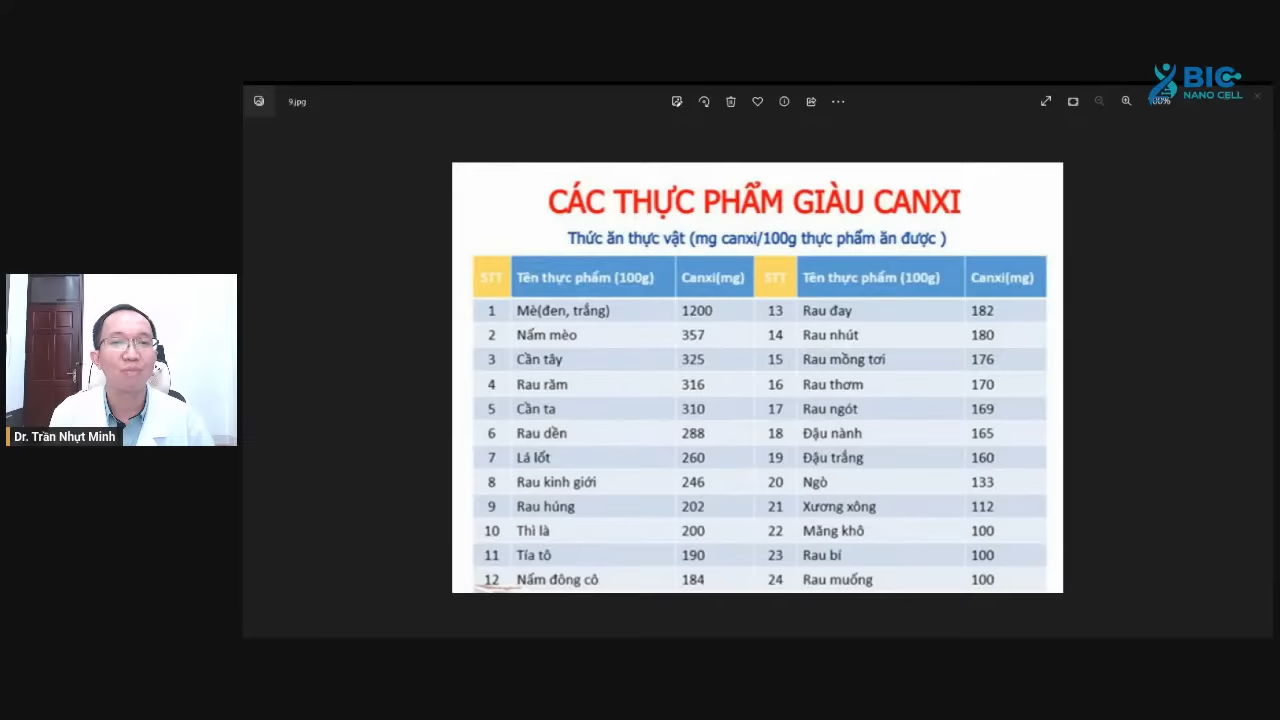 BIC
NANO CELL
9.jpg
100%
CÁC THỰC PHẨM GIÀU CANXI
Thức ăn thực vật (mg canxi/100g thực phẩm ăn được )
STT Tên thực phẩm (100g) Canxi(mg) STT Tên thực phẩm (100g) Canxi(mg)
1 Mè(đen, trắng) 1200 13 Rau đay 182
2 Nấm mèo 357 14 Rau nhút 180
3 Cần tây 325 15 Rau mồng tơi 176
4 Rau răm 316 16 Rau thơm 170
5 Cần ta 310 17 Rau ngót 169
6 Rau dền 288 18 Đậu nành 165
7 Lá lốt 260 19 Đậu trắng 160
8 Rau kinh giới 246 20 Ngò 133
9 Rau húng 202 21 Xương xông 112
10 Thì là 200 22 Măng khô 100
11 Tía tô 190 23 Rau bí 100
12 Nấm đông cô 184 24 Rau muống 100
Dr. Trần Nhựt Minh